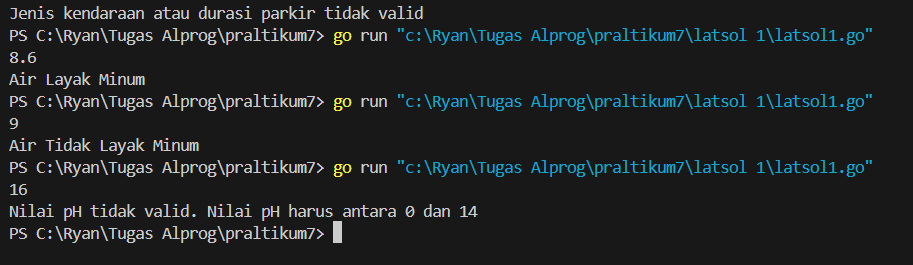 Jenis kendaraan atau durasi parkir tidak valid
PS C:\Ryan\Tugas Alprog\praltikum7> go run "c:\Ryan\Tugas Alprog\praltikum7\latsol 1\latsol1.go"
8.6
Air Layak Minum
PS C:\Ryan\Tugas Alprog\praltikum7> go run "c:\Ryan\Tugas Alprog\praltikum7\latsol 1\latsol1.go"
9
Air Tidak Layak Minum
PS C:\Ryan\Tugas Alprog\praltikum7> go run "c:\Ryan\Tugas Alprog\praltikum7\latsol 1\latsol1.go"
16
Nilai pH tidak valid. Nilai pH harus antara 0 dan 14
PS C:\Ryan\Tugas Alprog\praltikum7>